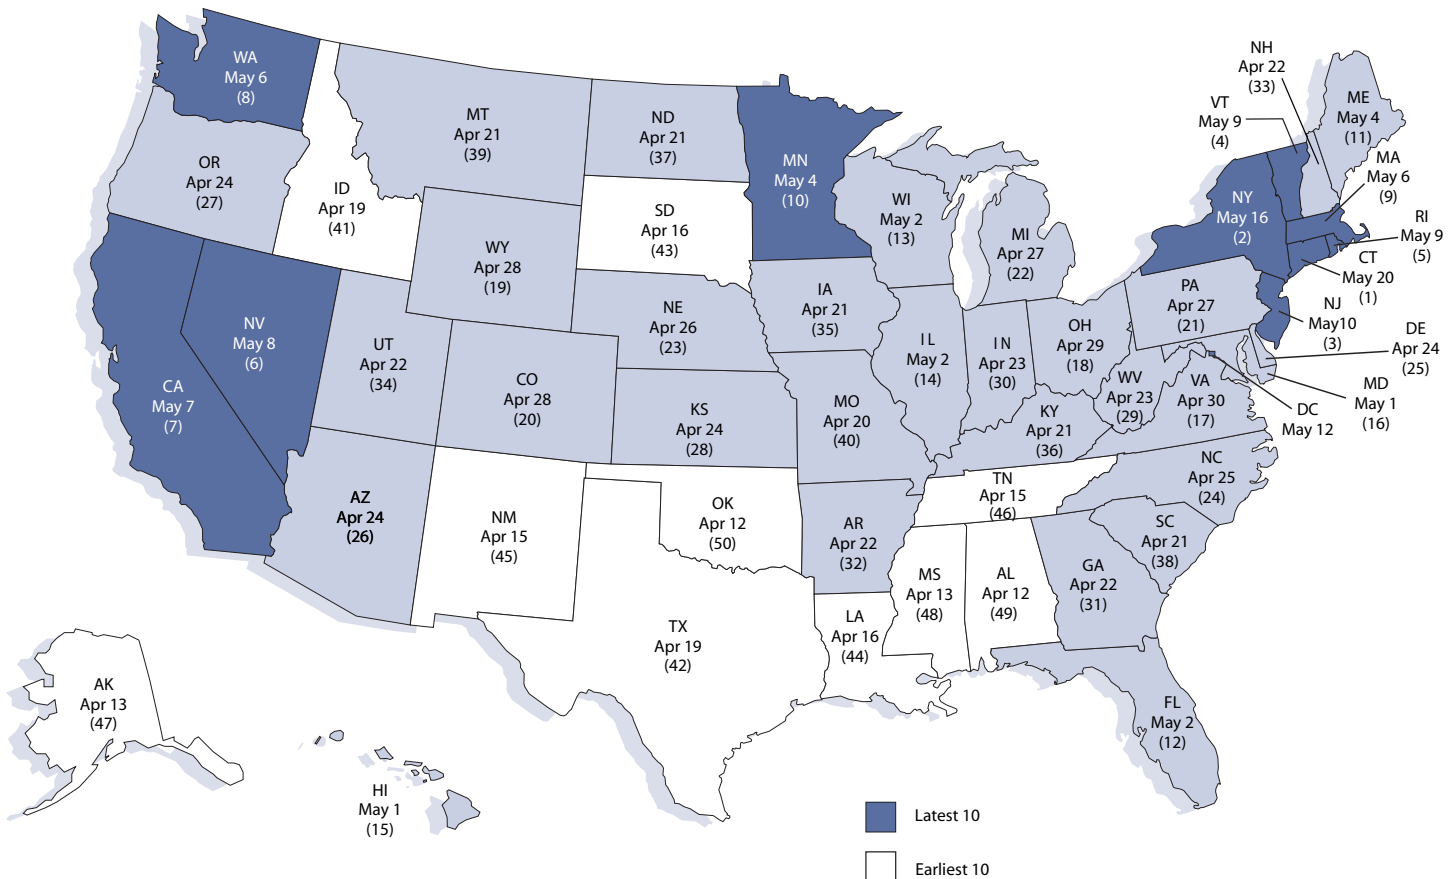 WA
May 6
(8)
OR
Apr 24
(27)
CA
May 7
(7)
NV
May 8
(6)
ID
Apr 19
(41)
MT
Apr 21
(39)
WY
Apr 28
(19)
UT
Apr 22
(34)
AZ
Apr 24
(26)
CO
Apr 28
(20)
NM
Apr 15
(45)
ND
Apr 21
(37)
SD
Apr 16
(43)
NE
Apr 26
(23)
KS
Apr 24
(28)
OK
Apr 12
(50)
TX
Apr 19
(42)
MN
May 4
(10)
IA
Apr 21
(35)
MO
Apr 20
(40)
AR
Apr 22
(32)
LA
Apr 16
(44)
WI
May 2
(13)
IL
May 2
(14)
MI
Apr 27
(22)
IN
Apr 23
(30)
OH
Apr 29
(18)
KY
Apr 21
(36)
TN
Apr 15
(46)
MS
Apr 13
(48)
AL
Apr 12
(49)
GA
Apr 22
(31)
FL
May 2
(12)
SC
Apr 21
(38)
NC
Apr 25
(24)
VA
Apr 30
(17)
WV
Apr 23
(29)
PA
Apr 27
(21)
NY
May 16
(2)
VT
May 9
(4)
NH
Apr 22
(33)
ME
May 4
(11)
MA
May 6
(9)
RI
May 9
(5)
CT
May 20
(1)
NJ
May10
(3)
DE
Apr 24
(25)
MD
May 1
(16)
DC
May 12
AK
Apr 13
(47)
HI
May 1
(15)
Latest 10
Earliest 10